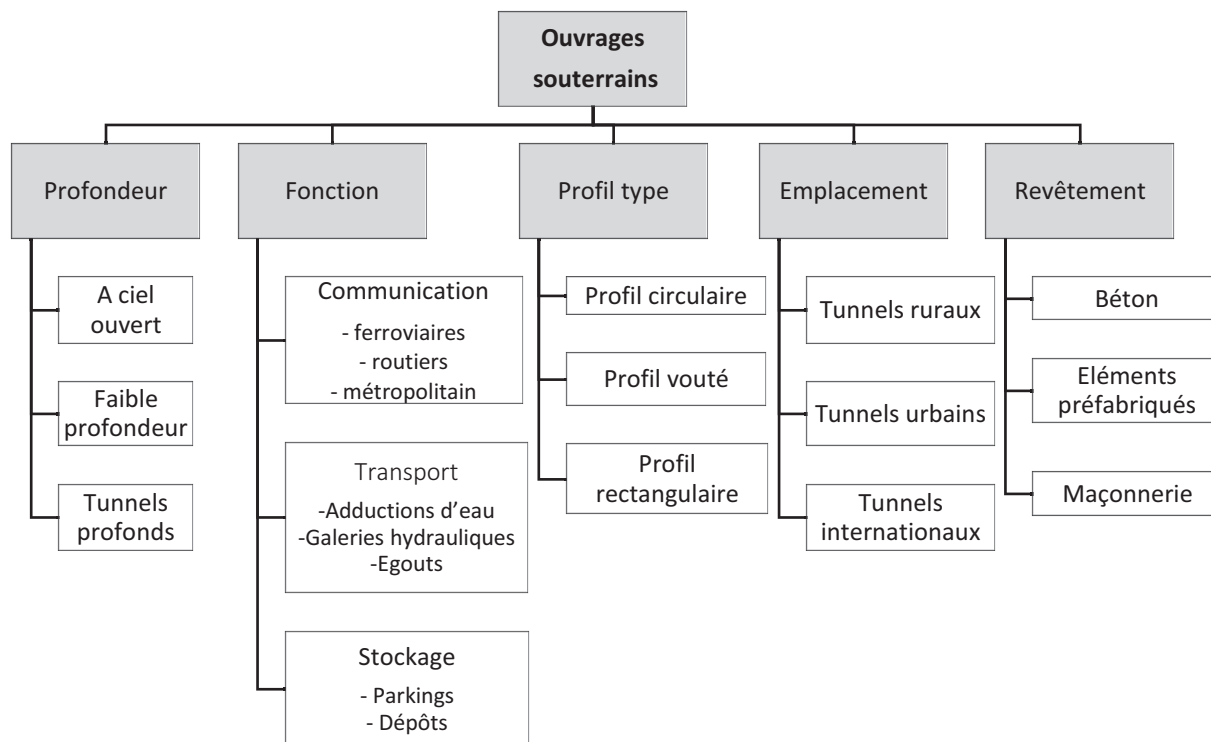 Ouvrages
souterrains
Profondeur
Fonction
Profil type
Emplacement
Revêtement
A ciel
ouvert
Faible
profondeur
Tunnels
profonds
Communication
- ferroviaires
- routiers
- métropolitain
Transport
-Adductions d’eau
-Galeries hydrauliques
-Egouts
Stockage
- Parkings
- Dépôts
Profil circulaire
Profil vouté
Profil
rectangulaire
Tunnels ruraux
Tunnels urbains
Tunnels
internationaux
Béton
Eléments
préfabriqués
Maçonnerie